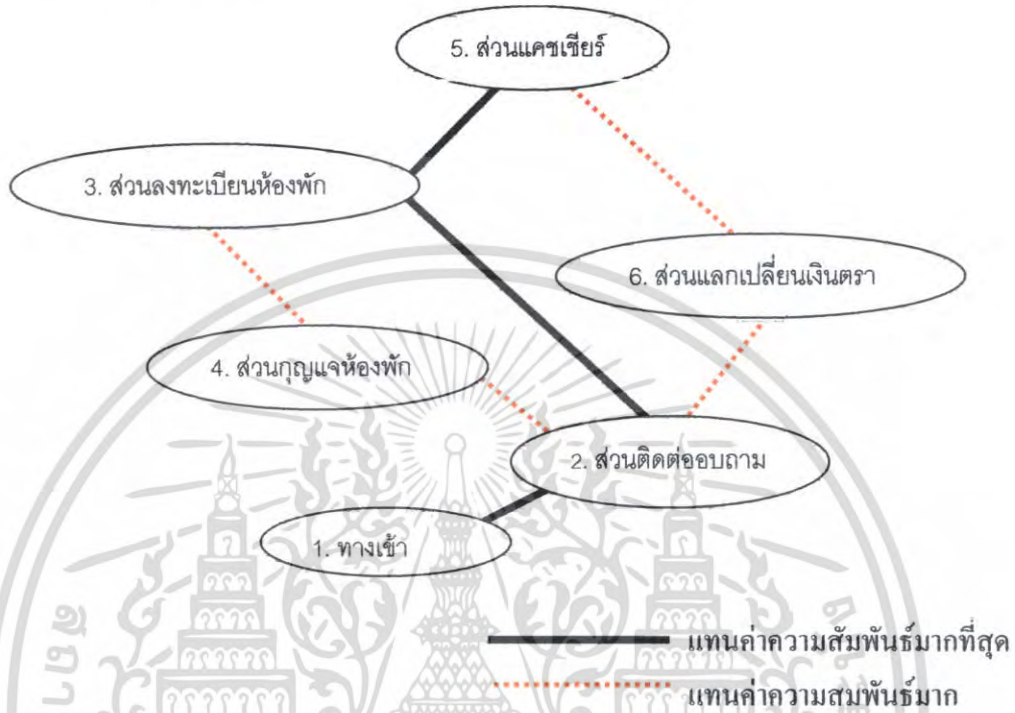 5. ส่วนแคชเชียร์
3. ส่วนลงทะเบียนห้องพัก
6. ส่วนแลกเปลี่ยนเงินตรา
4. ส่วนกุญแจห้องพัก
2. ส่วนติดต่ออบถาม
1. ทางเข้า
แทนค่าความสัมพันธ์มากที่สุด
แทนค่าความสมพันธ์มาก